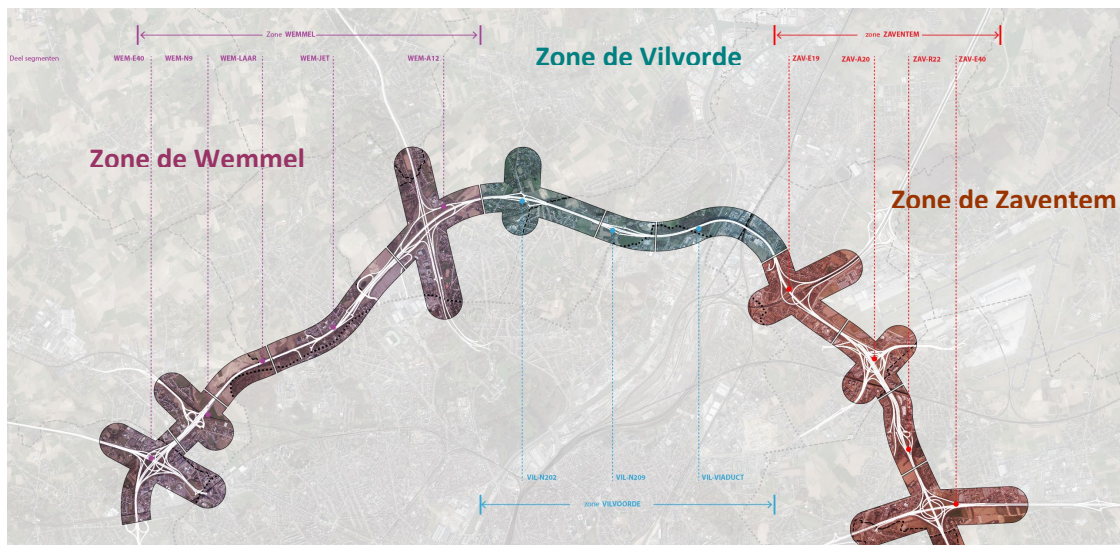 Zone WEMMEL
zone ZAVENTEM
Zone de Vilvorde
Deel segmenten
WEM-E40
WEM-N9
WEM-LAAR
WEM-JET
WEM-A12
ZAV-E19
ZAV-A20
ZAV-R22
ZAV-E40
Zone de Wemmel
Zone de Zaventem
VIL-N202
VIL-N209
VIL-VIADUCT
zone VILVOORDE